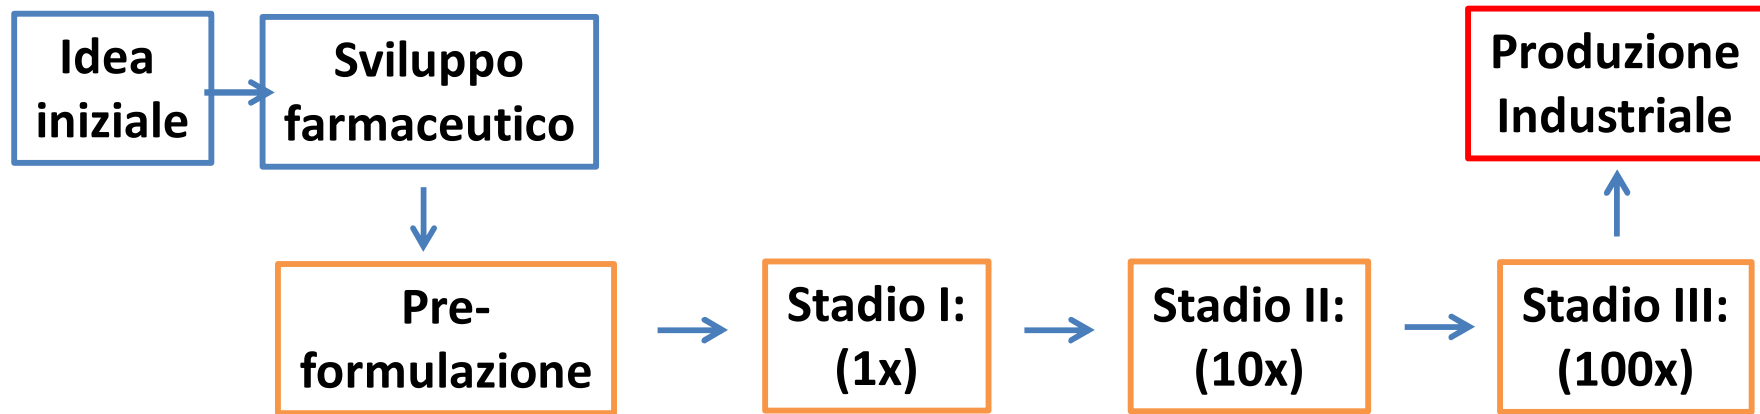 Idea
iniziale
Sviluppo
farmaceutico
Produzione
Industriale
Pre-
formulazione
Stadio I:
(1x)
Stadio II:
(10x)
Stadio III:
(100x)